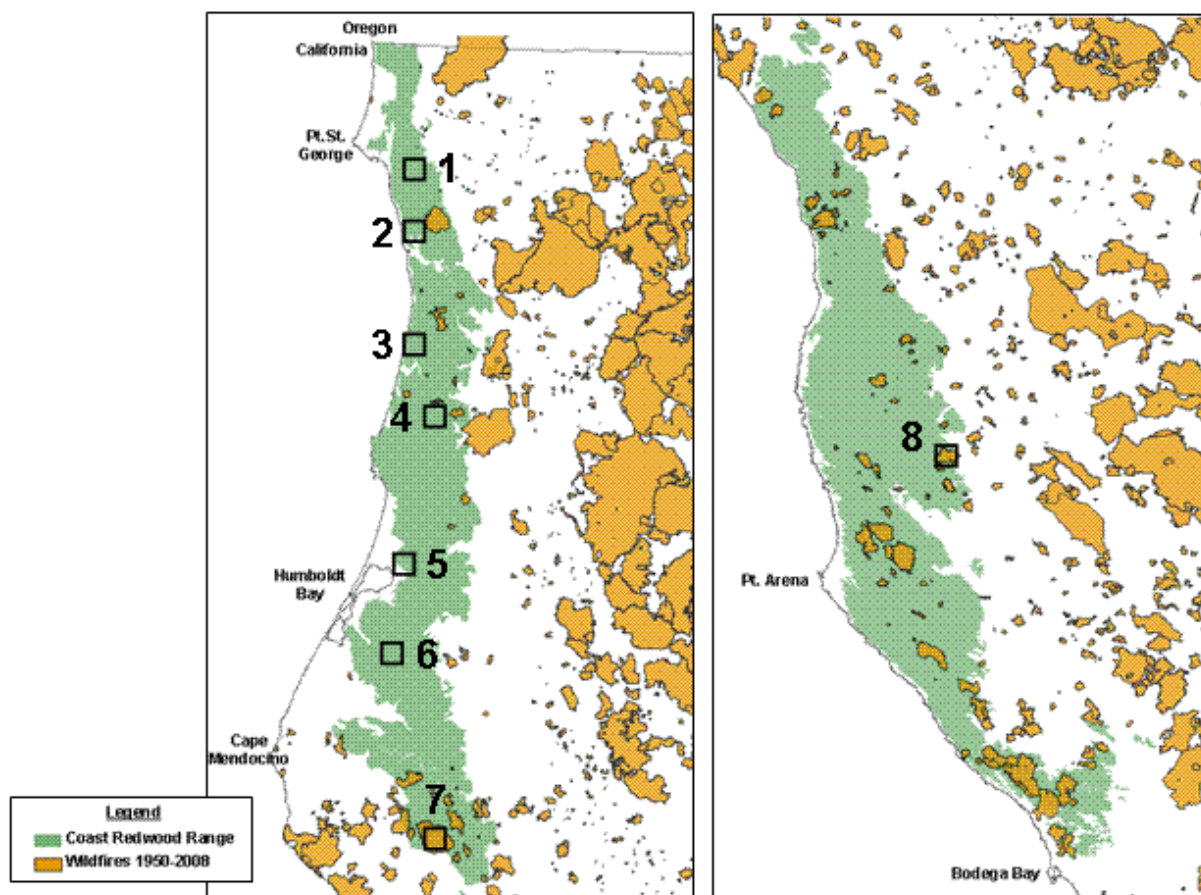 Oregon
California
Pt.St.
George
1
2
3
4
5
Humboldt
Bay
6
Cape
Mendocino
7
Legend
Coast Redwood Range
Wildfires 1950-2008
8
Pt. Arena
Bodega Bay